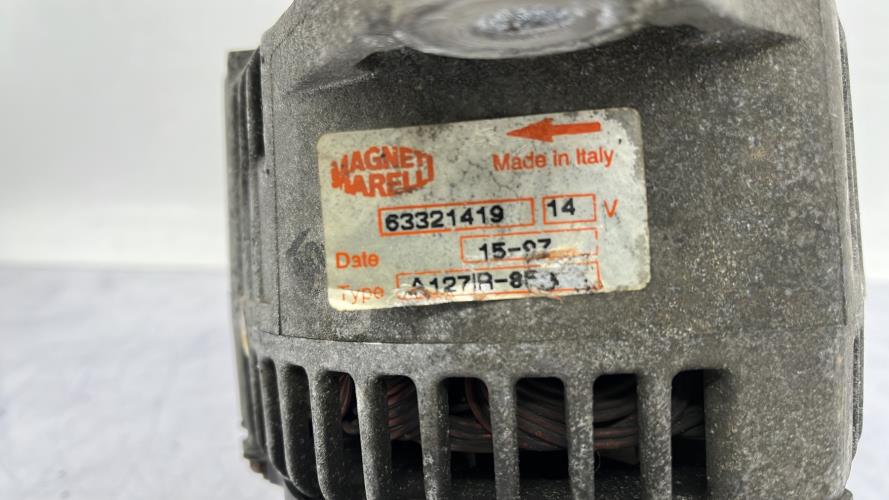 MAGNETI
MARELLI
Made in Italy
63321419 14 V
Date 15-97
Type